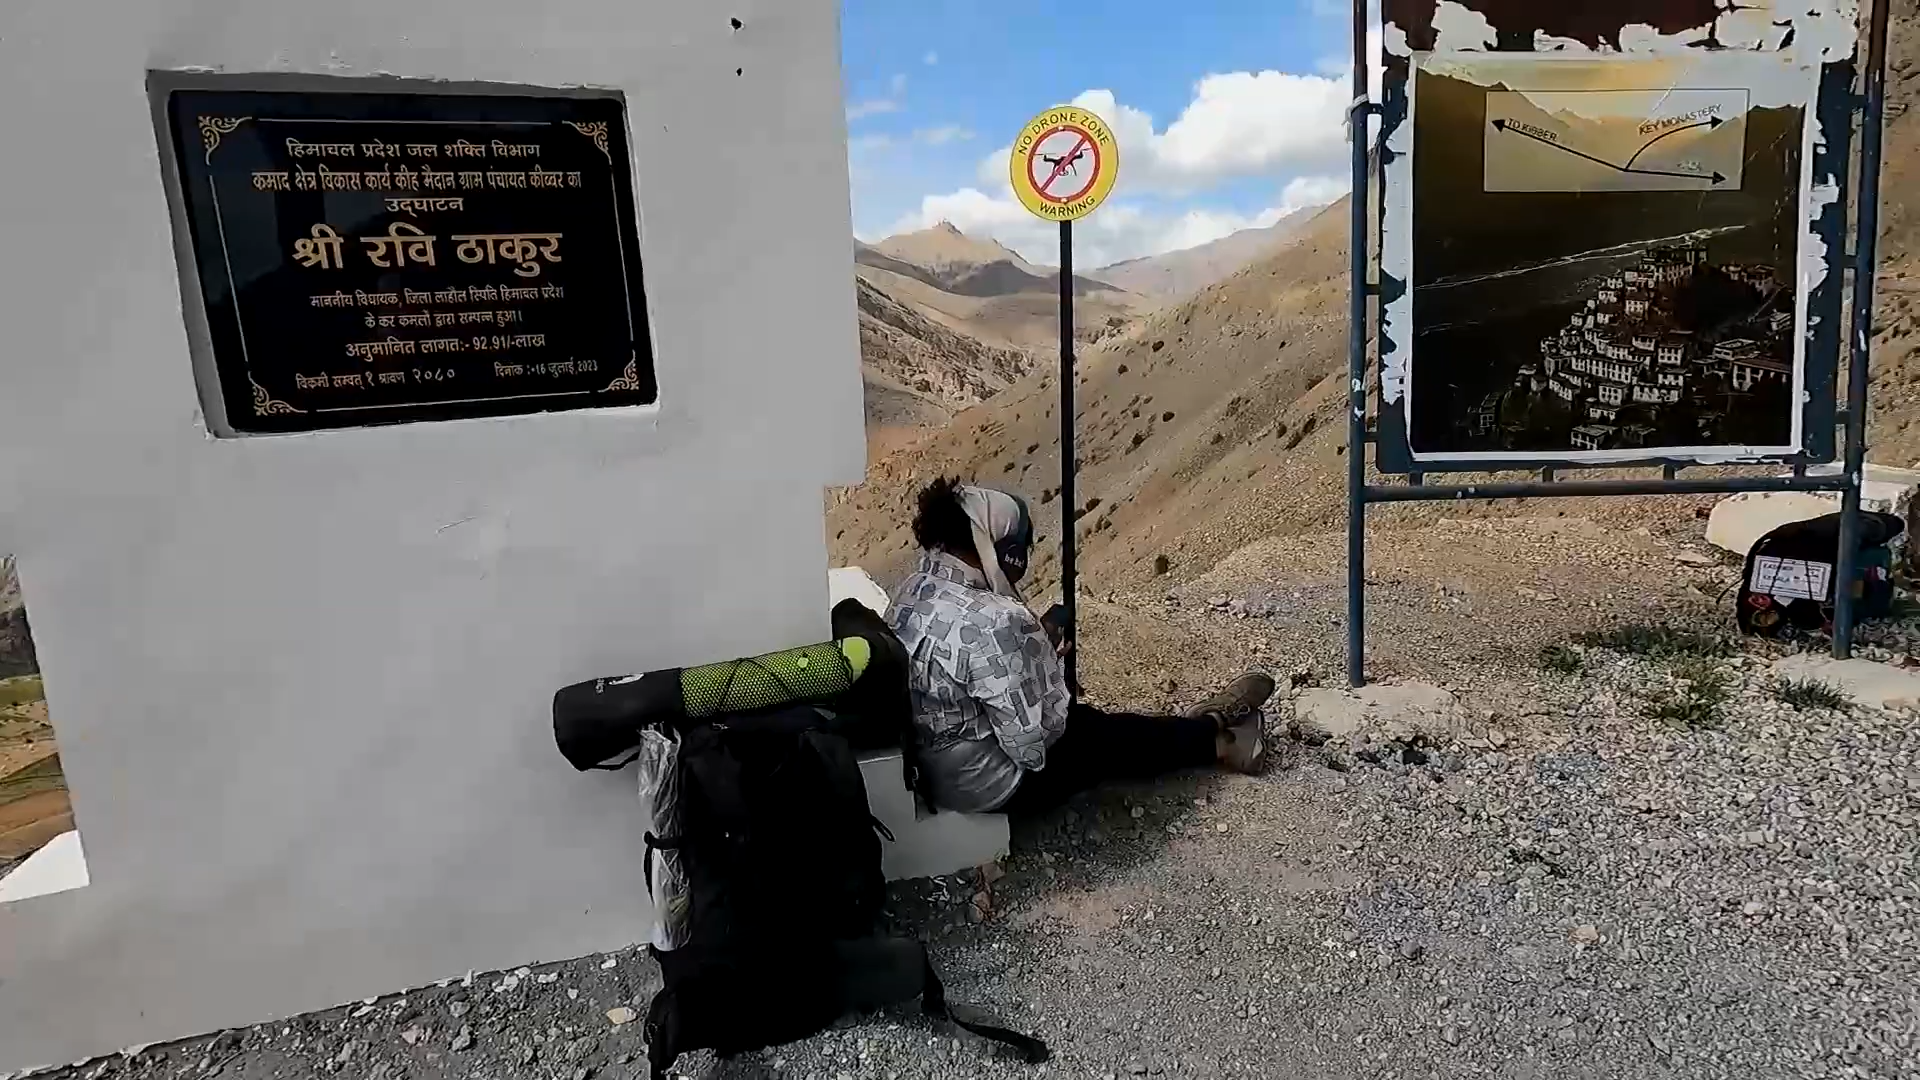 हिमाचल प्रदेश जल शक्ति विभाग
कमाद क्षेत्र विकास कार्य कीह मैदान ग्राम पंचायत कीब्बर का
उद्घाटन
श्री रवि ठाकुर
माननीय विधायक, जिला लाहौल स्पिति हिमाचल प्रदेश
के कर कमलों द्वारा सम्पन्न हुआ।
अनुमानित लागत:- 92.91/-लाख
विक्रमी सम्वत् १ श्रावण २०८०
दिनांक :-16 जुलाई,2023
NO DRONE ZONE
WARNING
TO KIBBER
KEY MONASTERY
KASHMIR
KERALA